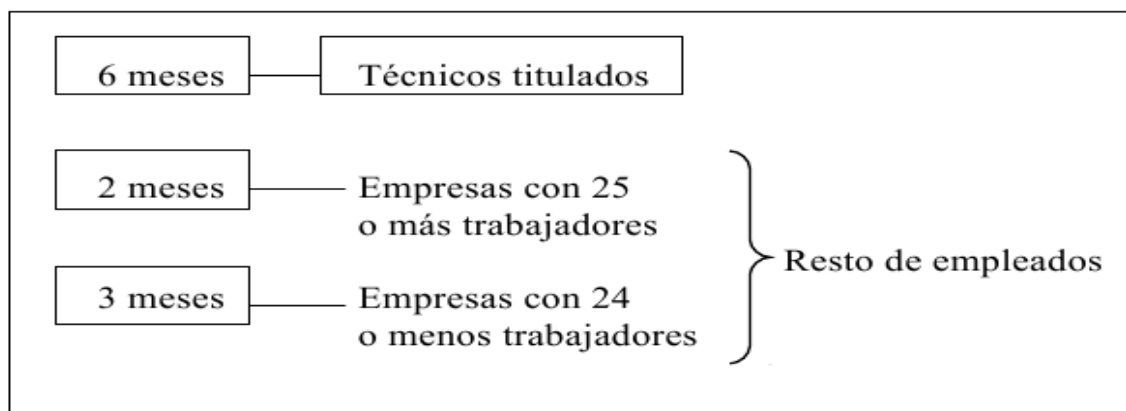 6 meses
Técnicos titulados
2 meses
Empresas con 25
o más trabajadores
3 meses
Empresas con 24
o menos trabajadores
Resto de empleados